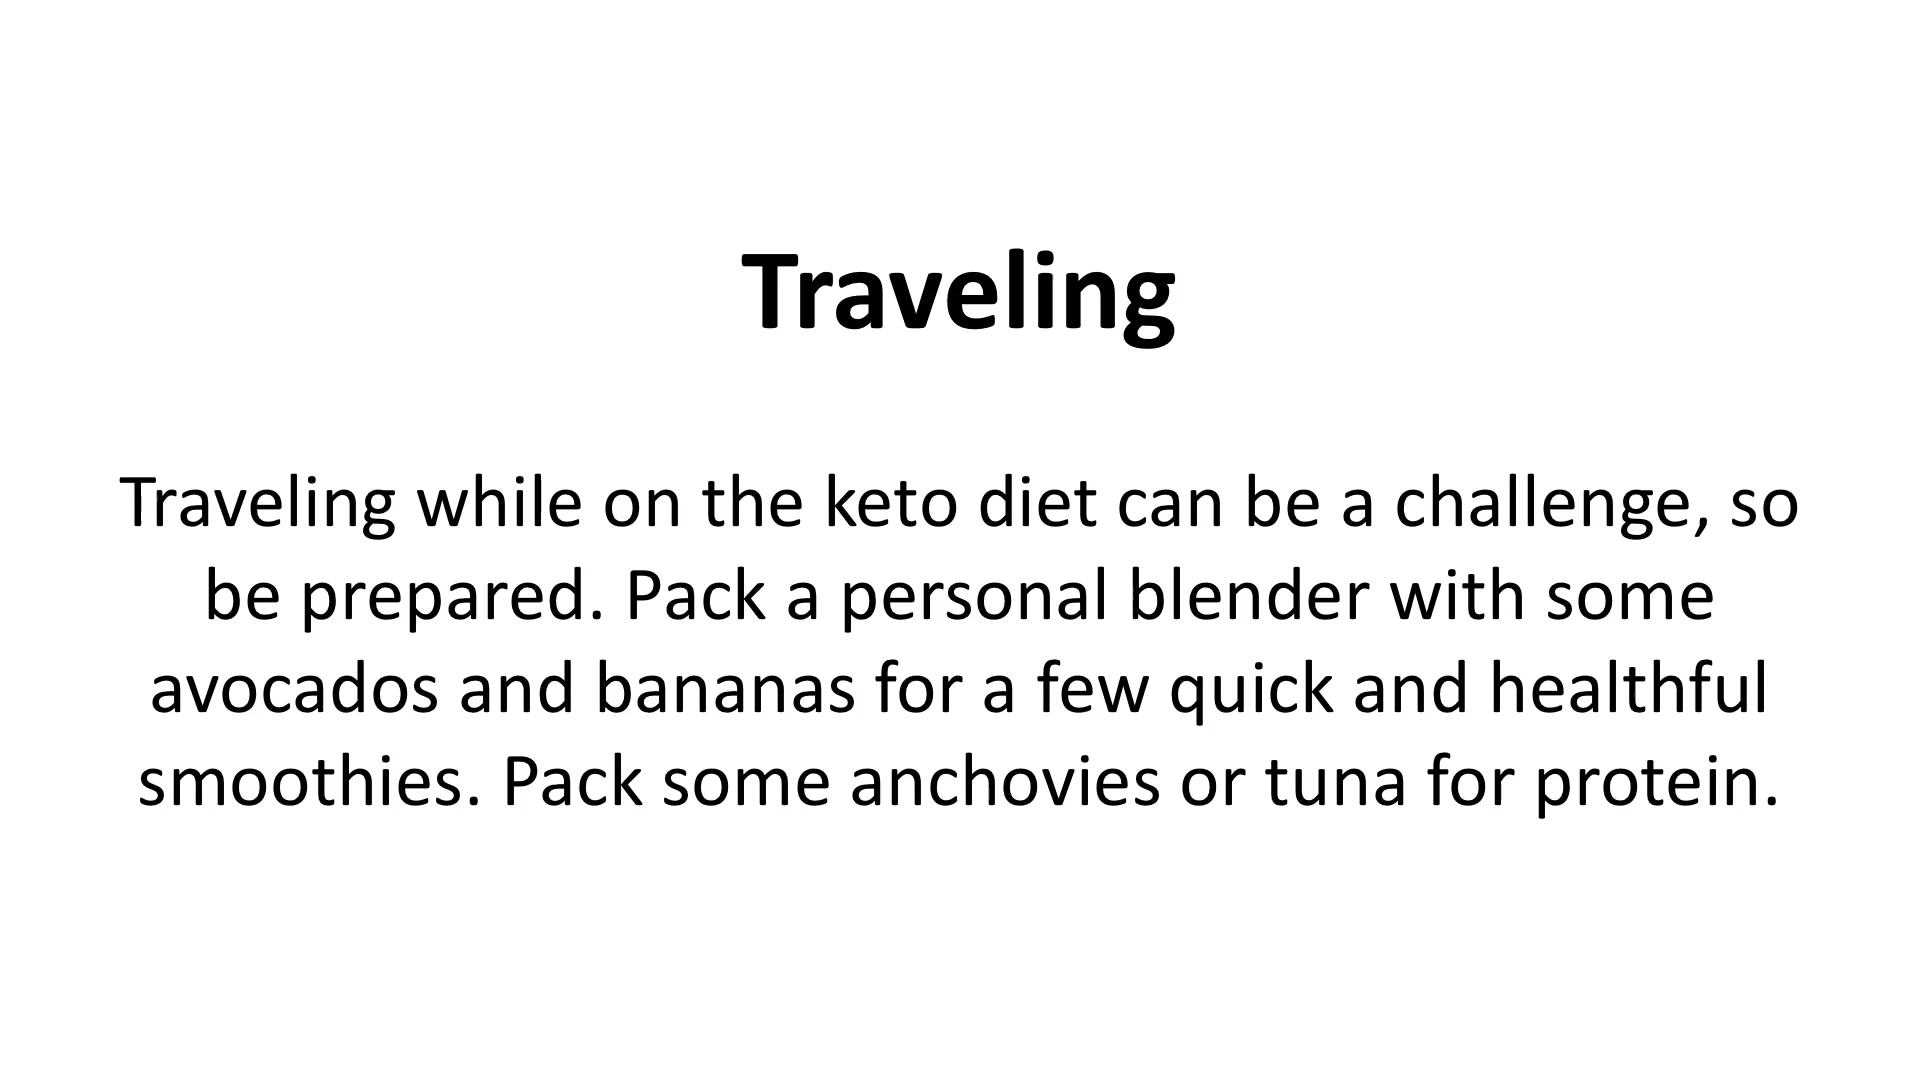 Traveling
Traveling while on the keto diet can be a challenge, so
be prepared. Pack a personal blender with some
avocados and bananas for a few quick and healthful
smoothies. Pack some anchovies or tuna for protein.